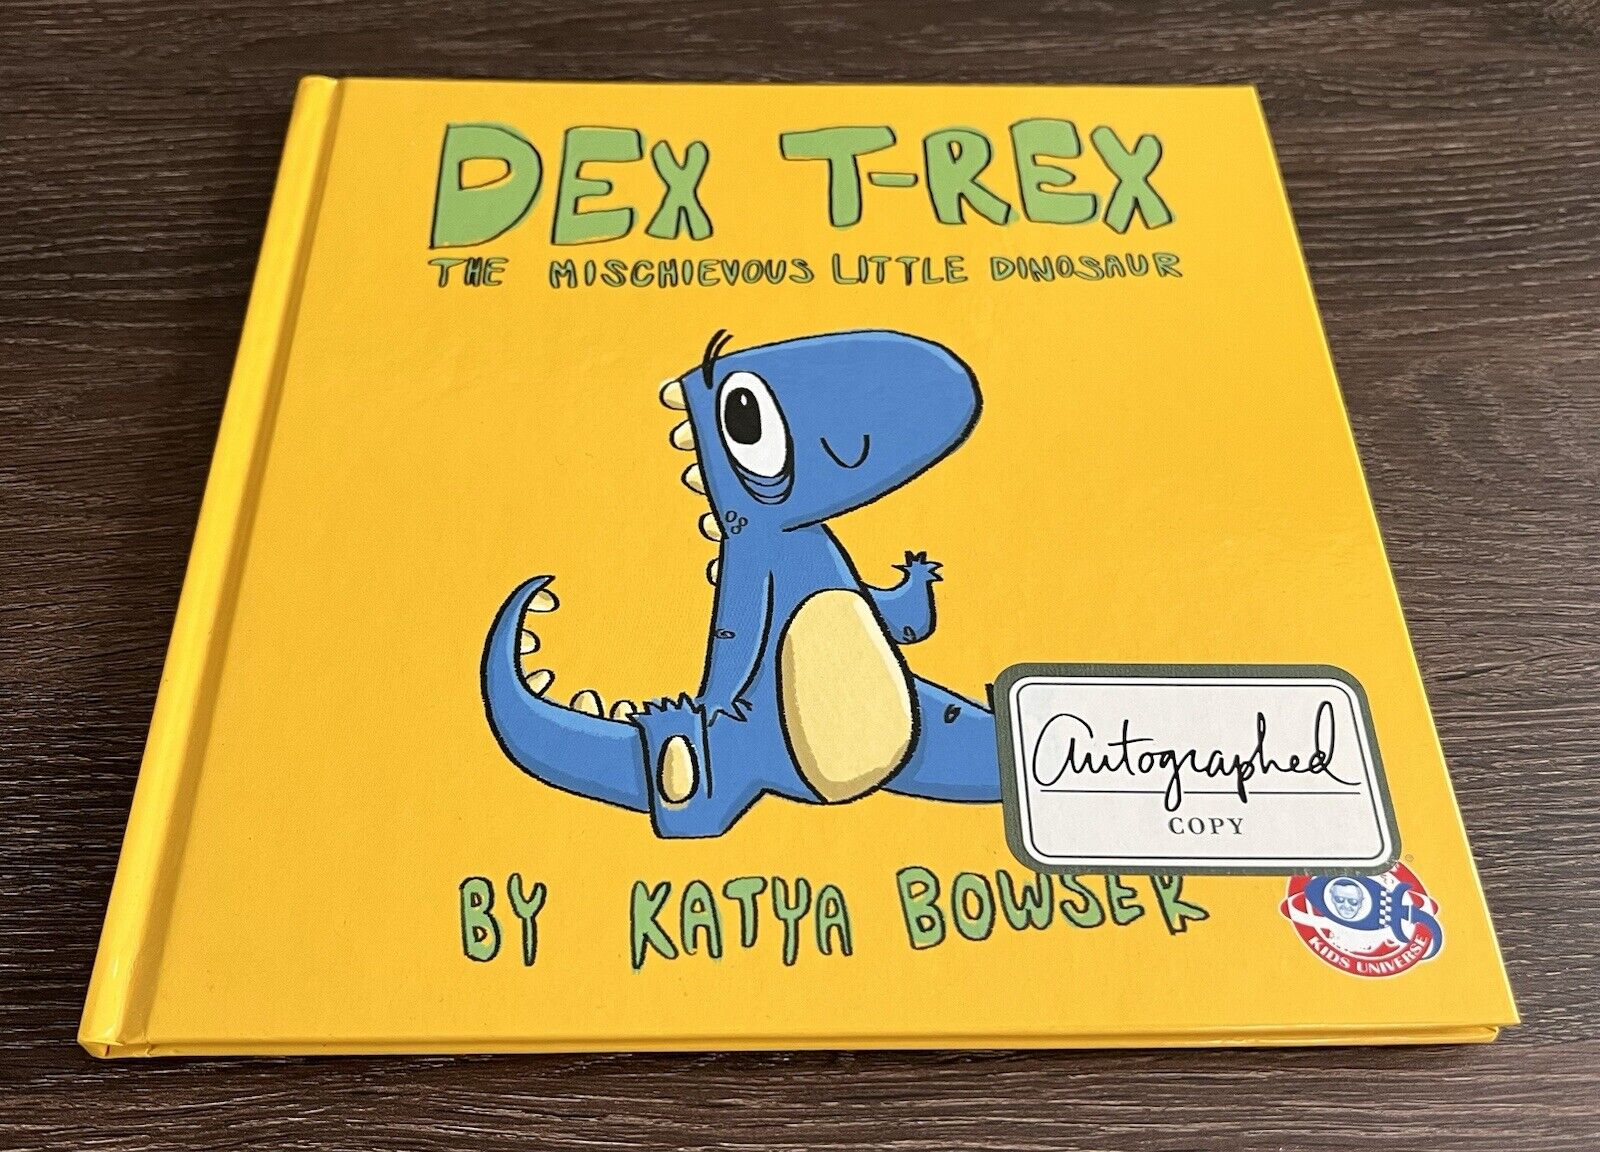 DEX T-REX
THE MISCHIEVOUS LITTLE DINOSAUR
Autographed
COPY
BY KATYA BOWSER
KIDS UNIVERSE